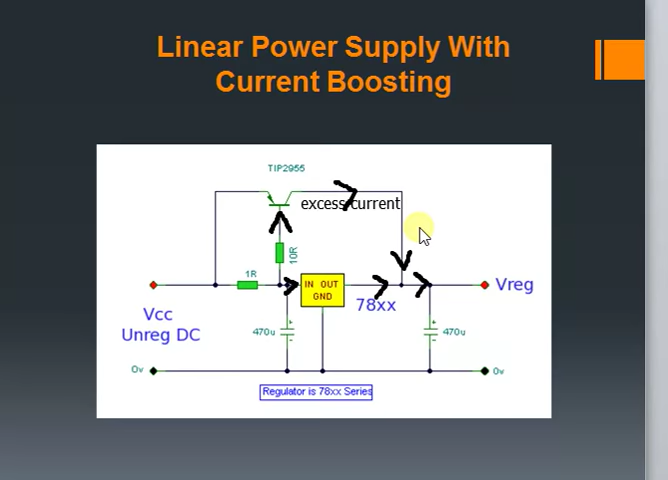 Linear Power Supply With
Current Boosting
TIP2955
excess current
10R
1R
IN OUT
GND
78xx
Vreg
Vcc
Unreg DC
470u
470u
0v
0v
Regulator is 78xx Series